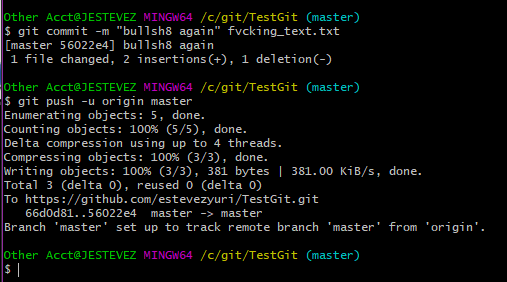 Other Acct@JESTEVEZ MINGW64 /c/git/TestGit (master)
$ git commit -m "bullsh8 again" fvcking_text.txt
[master 56022e4] bullsh8 again
 1 file changed, 2 insertions(+), 1 deletion(-)

Other Acct@JESTEVEZ MINGW64 /c/git/TestGit (master)
$ git push -u origin master
Enumerating objects: 5, done.
Counting objects: 100% (5/5), done.
Delta compression using up to 4 threads.
Compressing objects: 100% (3/3), done.
Writing objects: 100% (3/3), 381 bytes | 381.00 KiB/s, done.
Total 3 (delta 0), reused 0 (delta 0)
To https://github.com/estevezyuri/TestGit.git
   66d0d81..56022e4  master -> master
Branch 'master' set up to track remote branch 'master' from 'origin'.

Other Acct@JESTEVEZ MINGW64 /c/git/TestGit (master)
$